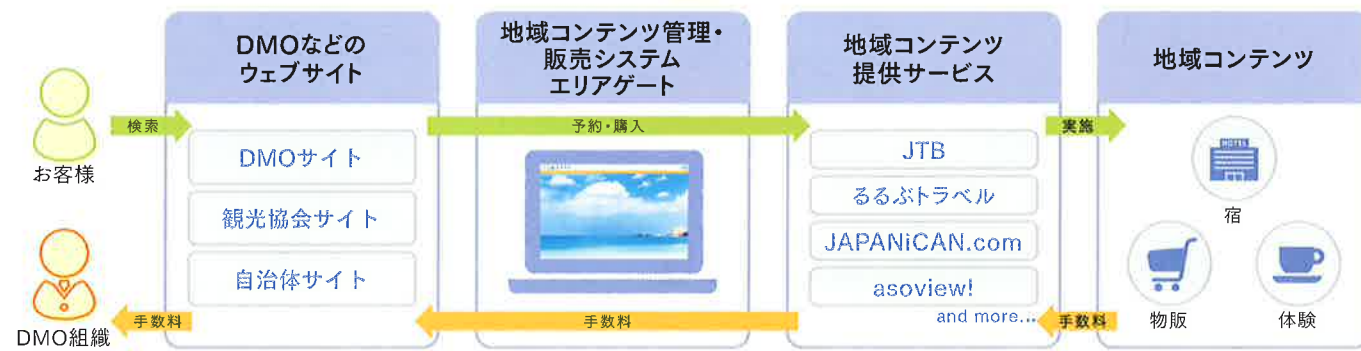 DMOなどの
ウェブサイト
地域コンテンツ管理・
販売システム
エリアゲート
地域コンテンツ
提供サービス
地域コンテンツ
お客様
検索
予約・購入
実施
DMOサイト
観光協会サイト
自治体サイト
JTB
るるぶトラベル
JAPANiCAN.com
asoview!
and more...
HOTEL
宿
物販
体験
DMO組織
手数料
手数料
手数料